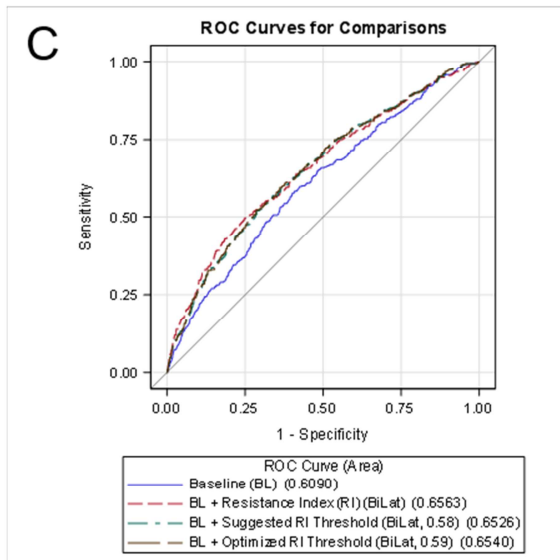 C
ROC Curves for Comparisons
1.00
0.75
0.50
0.25
0.00
Sensitivity
0.00 0.25 0.50 0.75 1.00
1 - Specificity
ROC Curve (Area)
Baseline (BL) (0.6090)
BL + Resistance Index (RI) (BiLat) (0.6563)
BL + Suggested RI Threshold (BiLat, 0.58) (0.6526)
BL + Optimized RI Threshold (BiLat, 0.59) (0.6540)